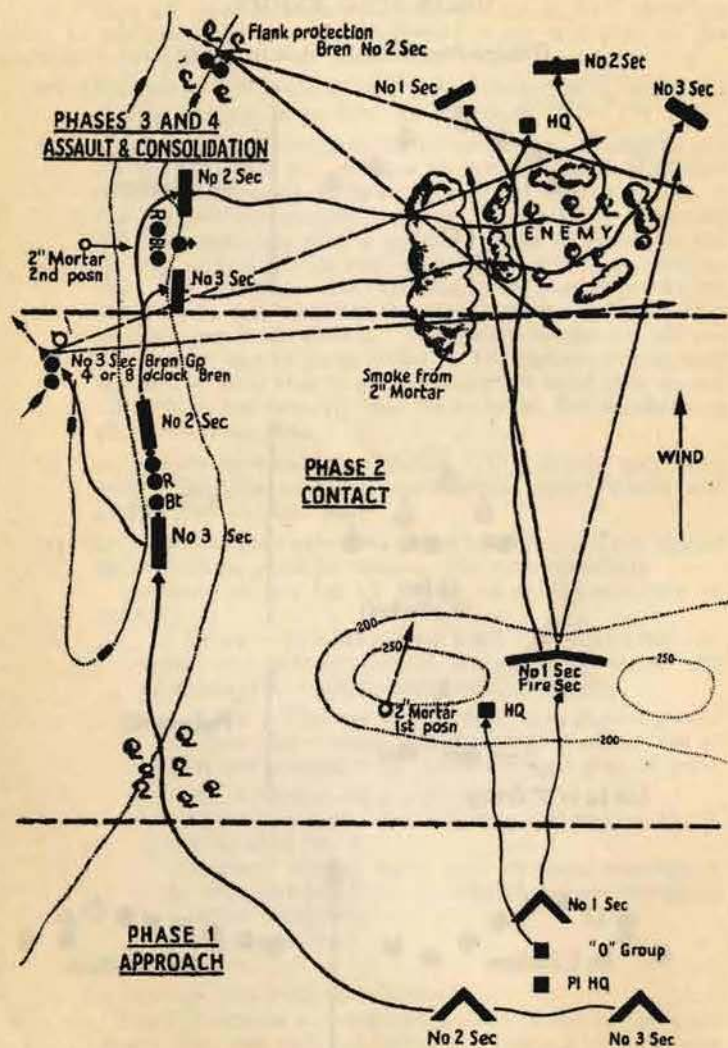 Flank protection
Bren No 2 Sec
No 1 Sec
No 2 Sec
No 3 Sec
HQ
PHASES 3 AND 4
ASSAULT & CONSOLIDATION
No 2 Sec
R
Bt
2" Mortar
2nd posn
ENEMY
No 3 Sec
No 3 Sec Bren Gp
4 or 8 o'clock Bren
Smoke from
2" Mortar
No 2 Sec
R
Bt
No 3 Sec
PHASE 2
CONTACT
WIND
200
250
250
No 1 Sec
Fire Sec
2" Mortar
1st posn
HQ
200
No 1 Sec
PHASE 1
APPROACH
"O" Group
Pl HQ
No 2 Sec
No 3 Sec